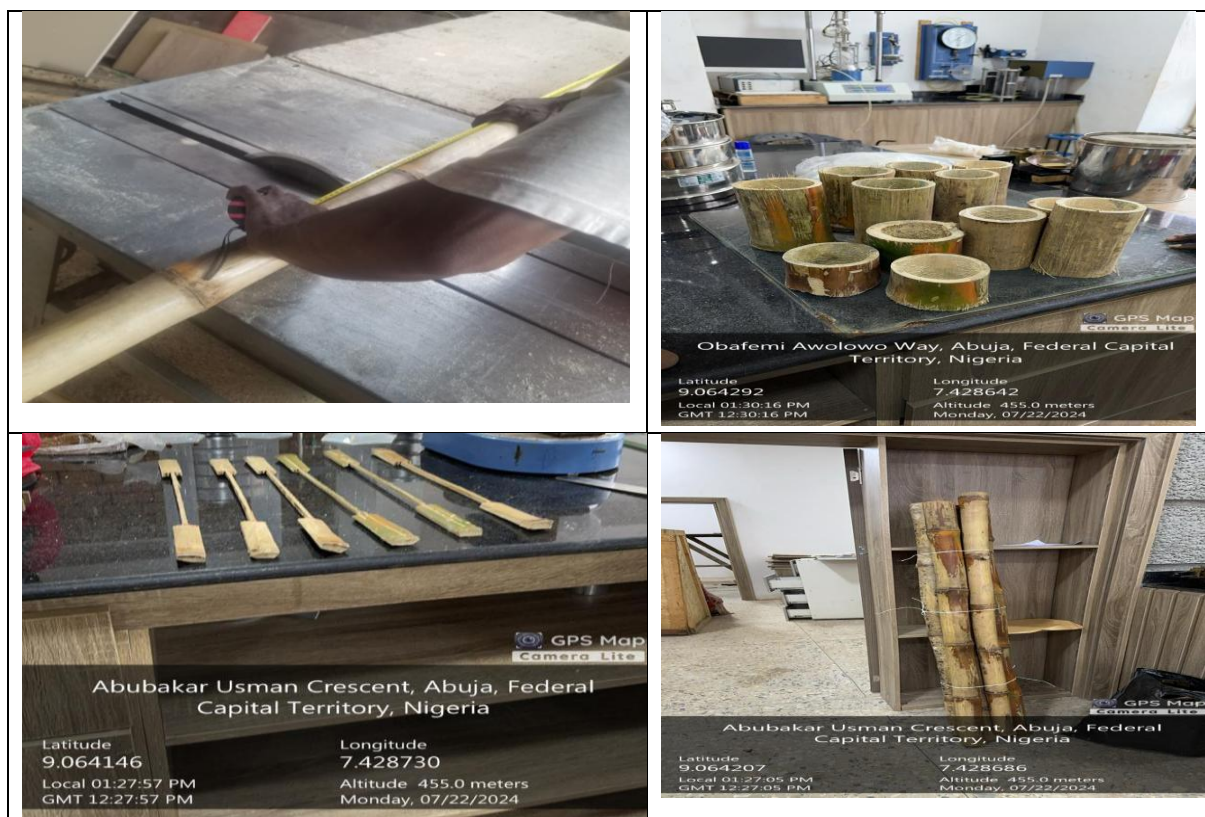 GPS Map
Camera Lite
Obafemi Awolowo Way, Abuja, Federal Capital
Territory, Nigeria
Latitude
9.064292
Local 01:30:16 PM
GMT 12:30:16 PM
Longitude
7.428642
Altitude 455.0 meters
Monday, 07/22/2024
GPS Map
Camera Lite
Abubakar Usman Crescent, Abuja, Federal
Capital Territory, Nigeria
Latitude
9.064146
Local 01:27:57 PM
GMT 12:27:57 PM
Longitude
7.428730
Altitude 455.0 meters
Monday, 07/22/2024
GPS Map
Camera Lite
Abubakar Usman Crescent, Abuja, Federal
Capital Territory, Nigeria
Latitude
9.064207
Local 01:27:05 PM
GMT 12:27:05 PM
Longitude
7.428686
Altitude 455.0 meters
Monday, 07/22/2024